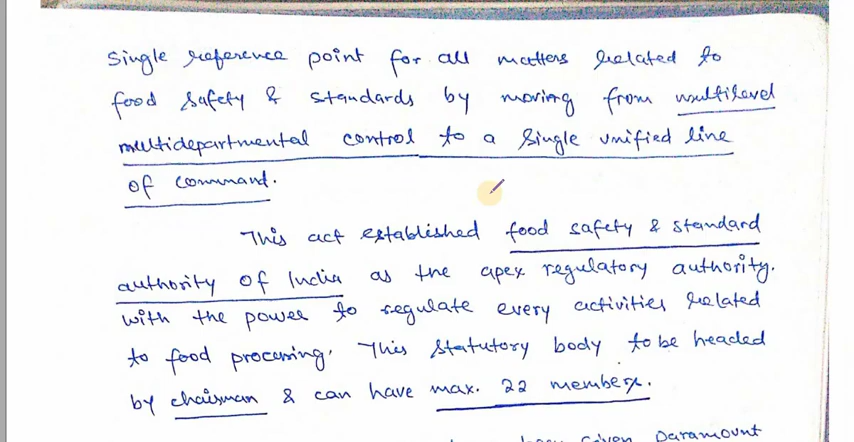 Single reference point for all matters related to
food safety & standards by moving from multilevel
multidepartmental control to a single unified line
of command.
This act established food safety & standard
authority of India as the apex regulatory authority.
with the power to regulate every activities related
to food processing. This statutory body to be headed
by chairman & can have max. 22 members.
been given paramount